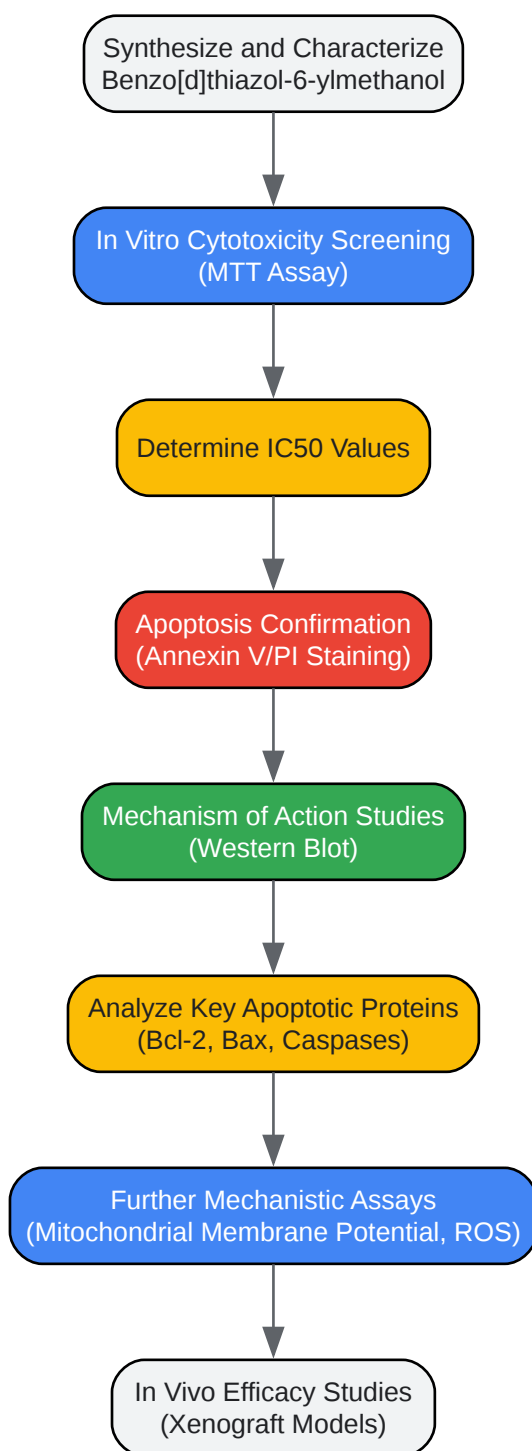 Synthesize and Characterize
Benzo[d]thiazol-6-ylmethanol
In Vitro Cytotoxicity Screening
(MTT Assay)
Determine IC50 Values
Apoptosis Confirmation
(Annexin V/PI Staining)
Mechanism of Action Studies
(Western Blot)
Analyze Key Apoptotic Proteins
(Bcl-2, Bax, Caspases)
Further Mechanistic Assays
(Mitochondrial Membrane Potential, ROS)
In Vivo Efficacy Studies
(Xenograft Models)